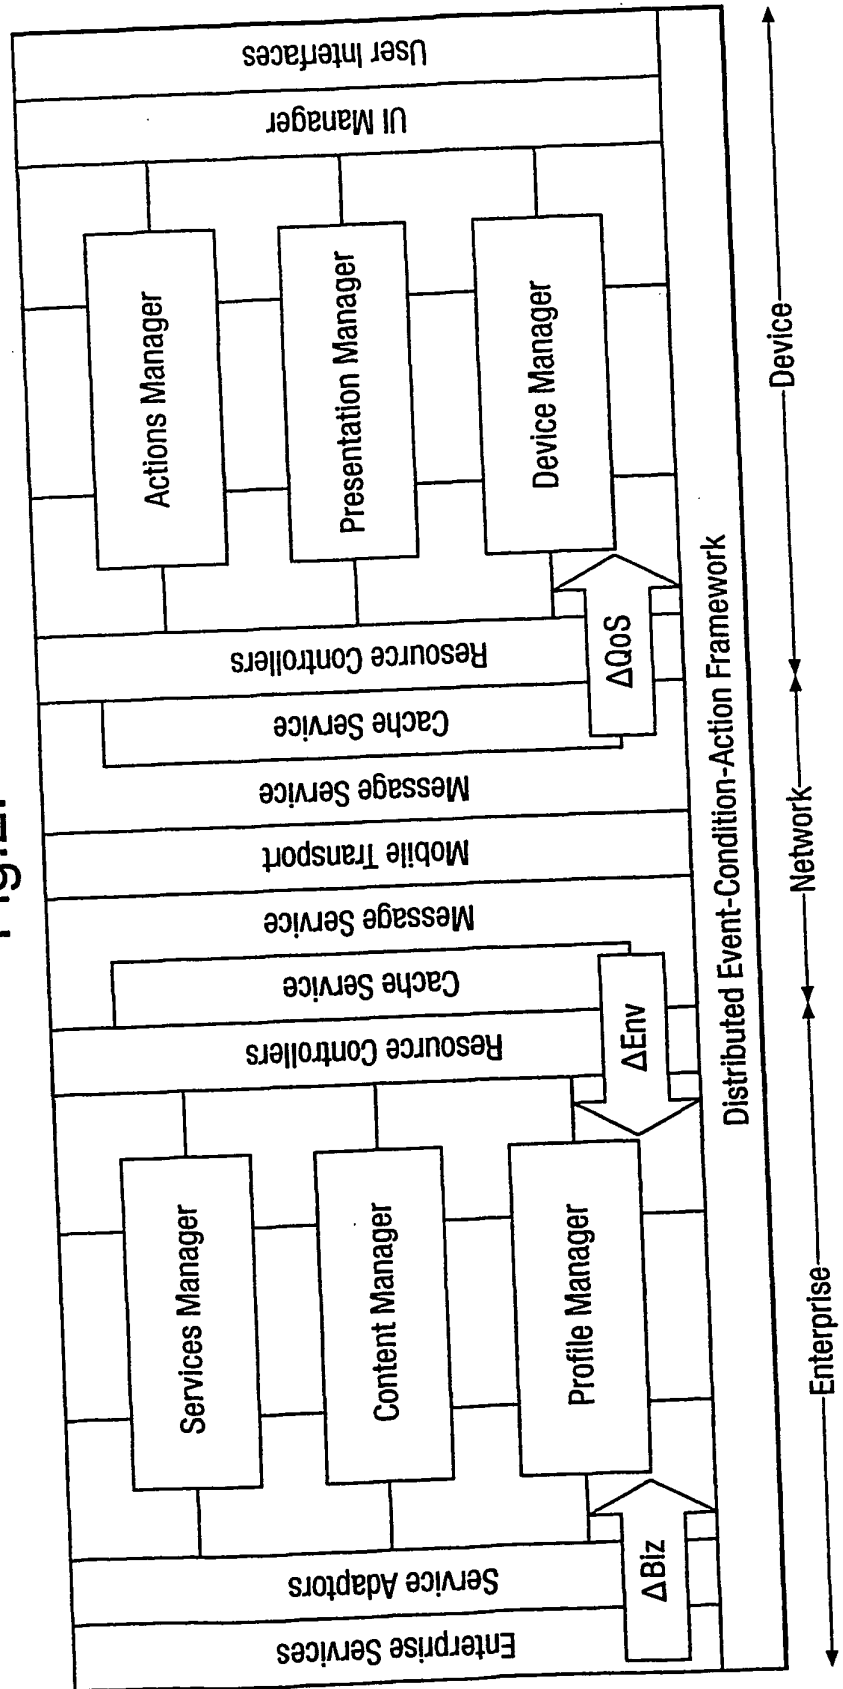 Enterprise Services
Service Adaptors
ΔBiz
Services Manager
Content Manager
Profile Manager
Resource Controllers
ΔEnv
Cache Service
Message Service
Mobile Transport
Message Service
Cache Service
Resource Controllers
ΔQoS
Actions Manager
Presentation Manager
Device Manager
UI Manager
User Interfaces
Distributed Event-Condition-Action Framework
Enterprise
Network
Device